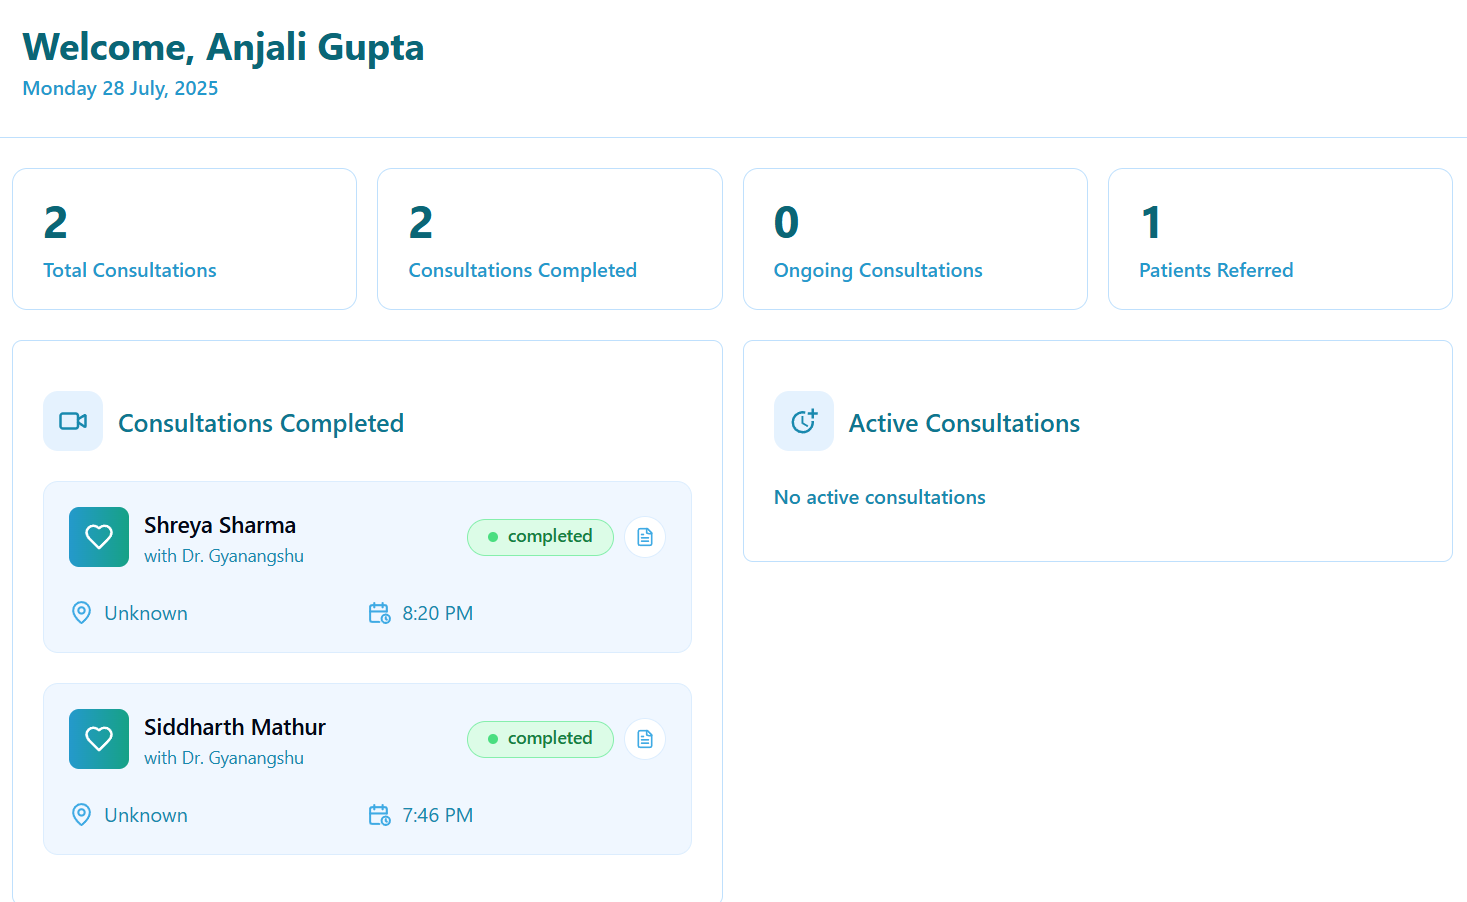 Welcome, Anjali Gupta
Monday 28 July, 2025
2
Total Consultations
2
Consultations Completed
0
Ongoing Consultations
1
Patients Referred
Consultations Completed
Shreya Sharma
with Dr. Gyanangshu
completed
Unknown
8:20 PM
Siddharth Mathur
with Dr. Gyanangshu
completed
Unknown
7:46 PM
Active Consultations
No active consultations